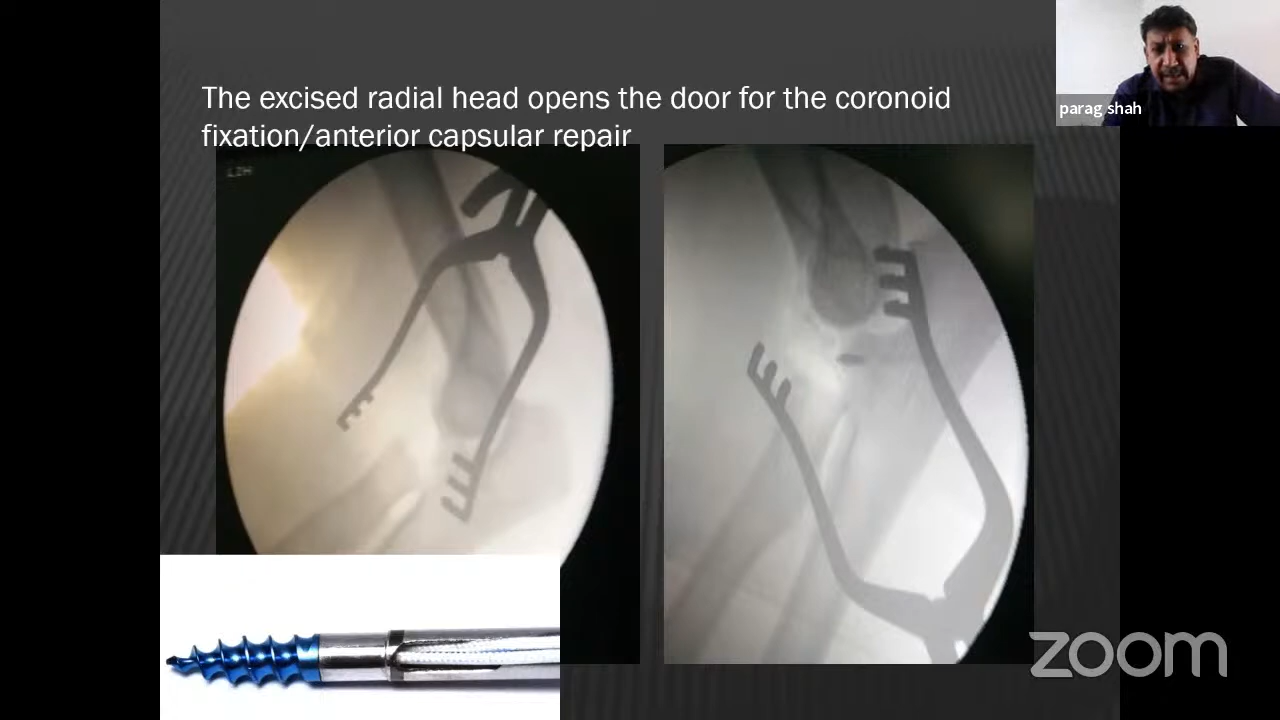 The excised radial head opens the door for the coronoid
fixation/anterior capsular repair
parag shah
zoom